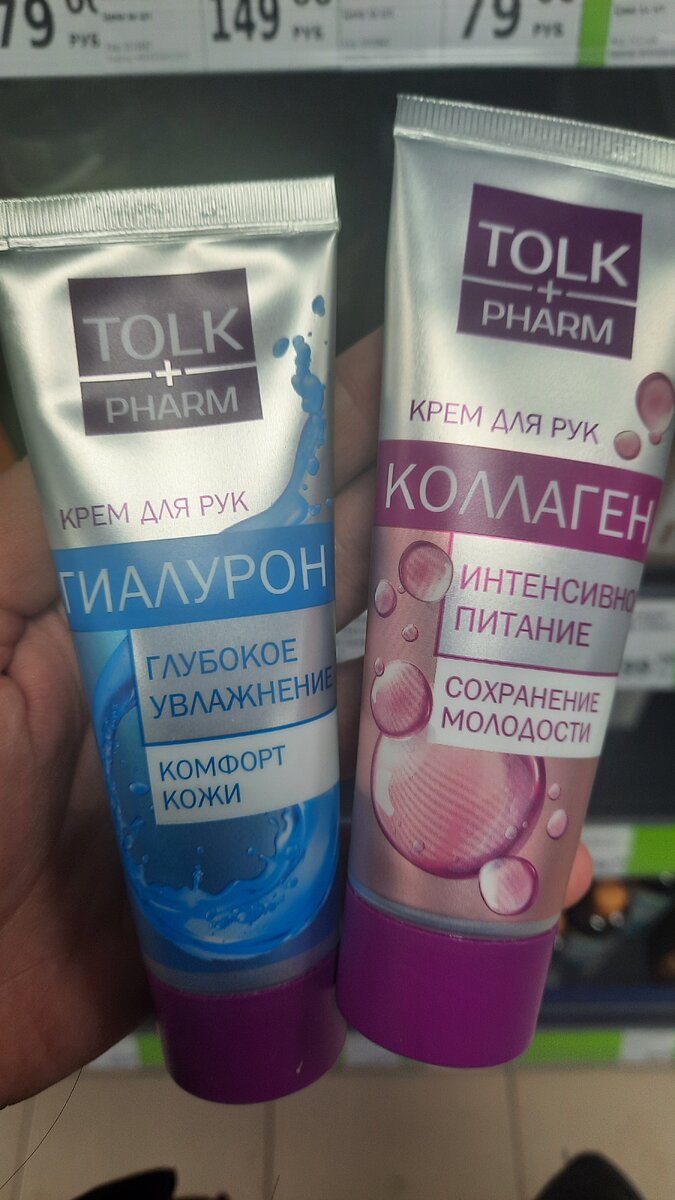 79
РУБ
149
РУБ
79
РУБ
TOLK
+
PHARM
КРЕМ ДЛЯ РУК
ГИАЛУРОН
ГЛУБОКОЕ
УВЛАЖНЕНИЕ
КОМФОРТ
КОЖИ
TOLK
+
PHARM
КРЕМ ДЛЯ РУК
КОЛЛАГЕН
ИНТЕНСИВНО
ПИТАНИЕ
СОХРАНЕНИЕ
МОЛОДОСТИ